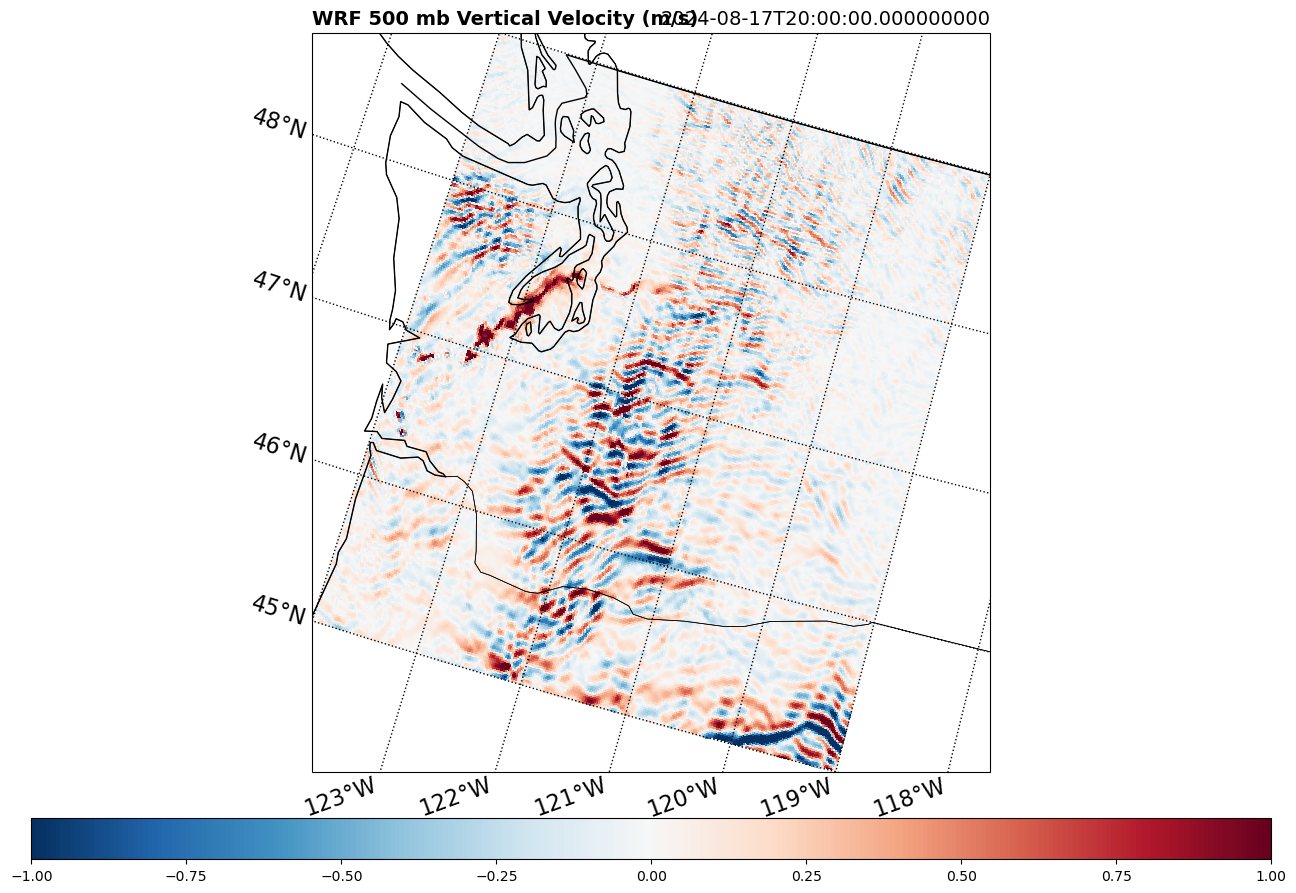 WRF 500 mb Vertical Velocity (m/s)
2024-08-17T20:00:00.000000000
48°N
47°N
46°N
45°N
123°W 122°W 121°W 120°W 119°W 118°W
−1.00 −0.75 −0.50 −0.25 0.00 0.25 0.50 0.75 1.00